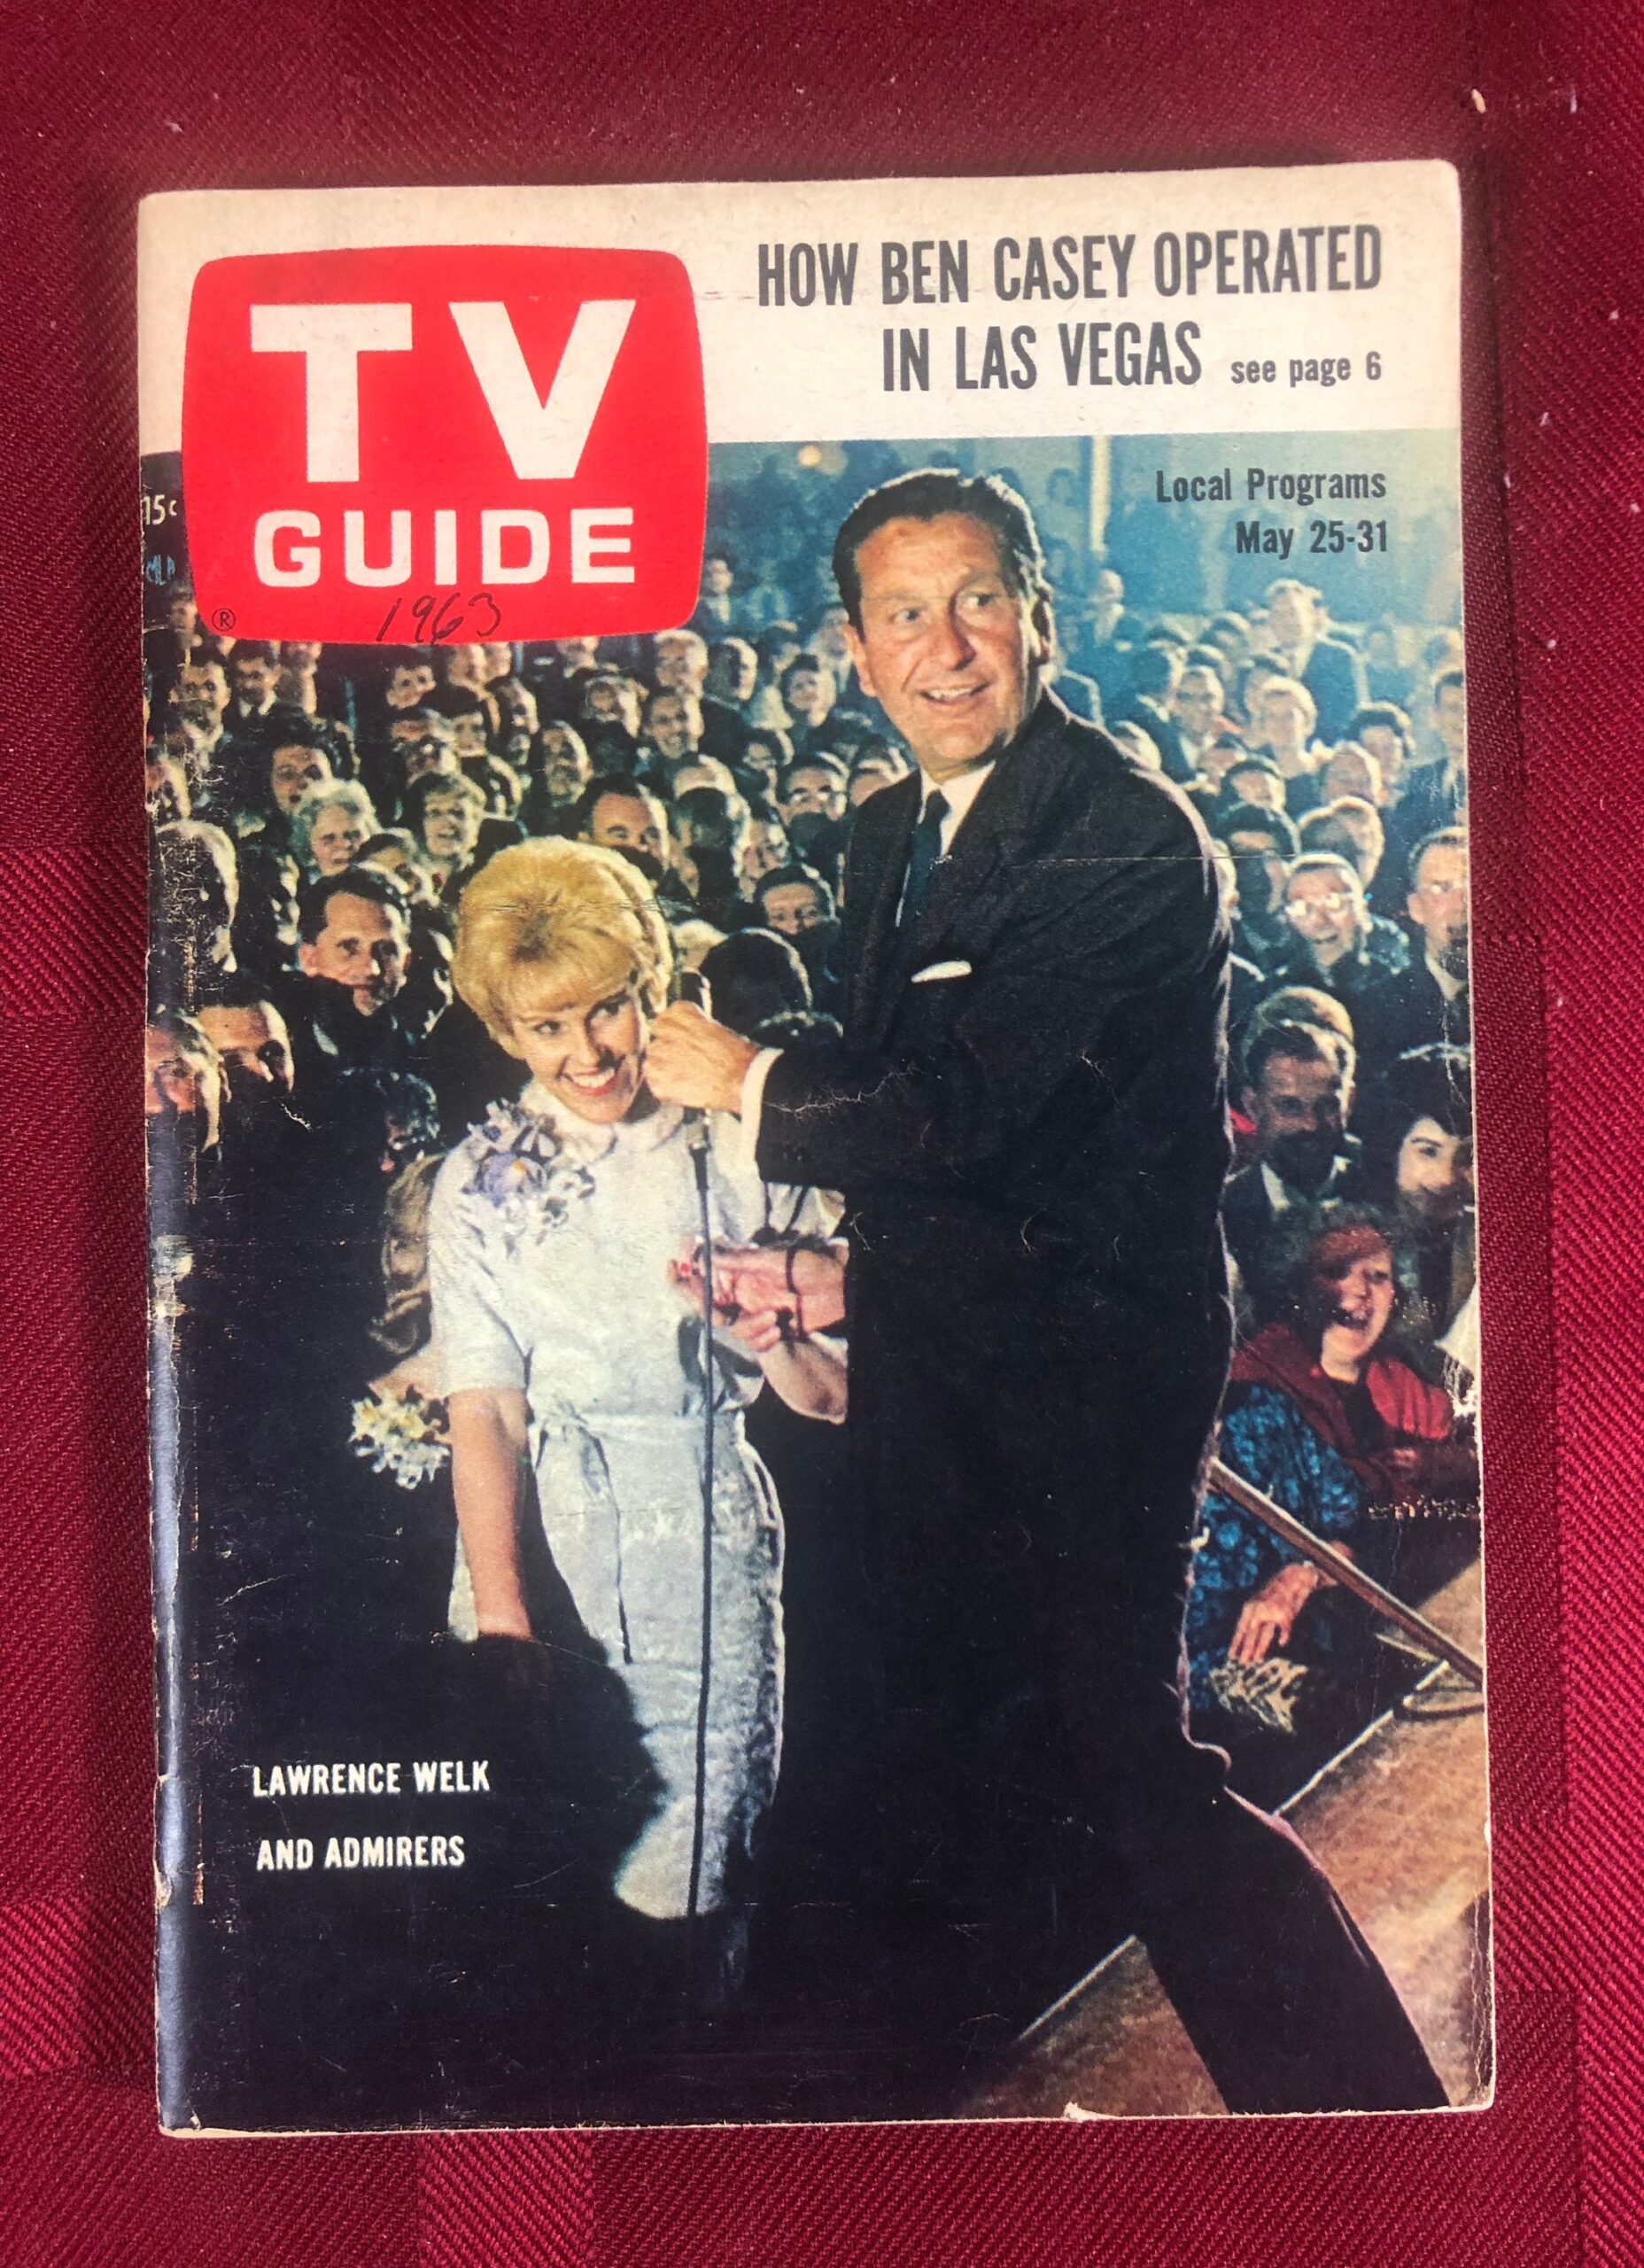 HOW BEN CASEY OPERATED
IN LAS VEGAS see page 6
TV
GUIDE
®
1963
15c
Local Programs
May 25-31
LAWRENCE WELK
AND ADMIRERS